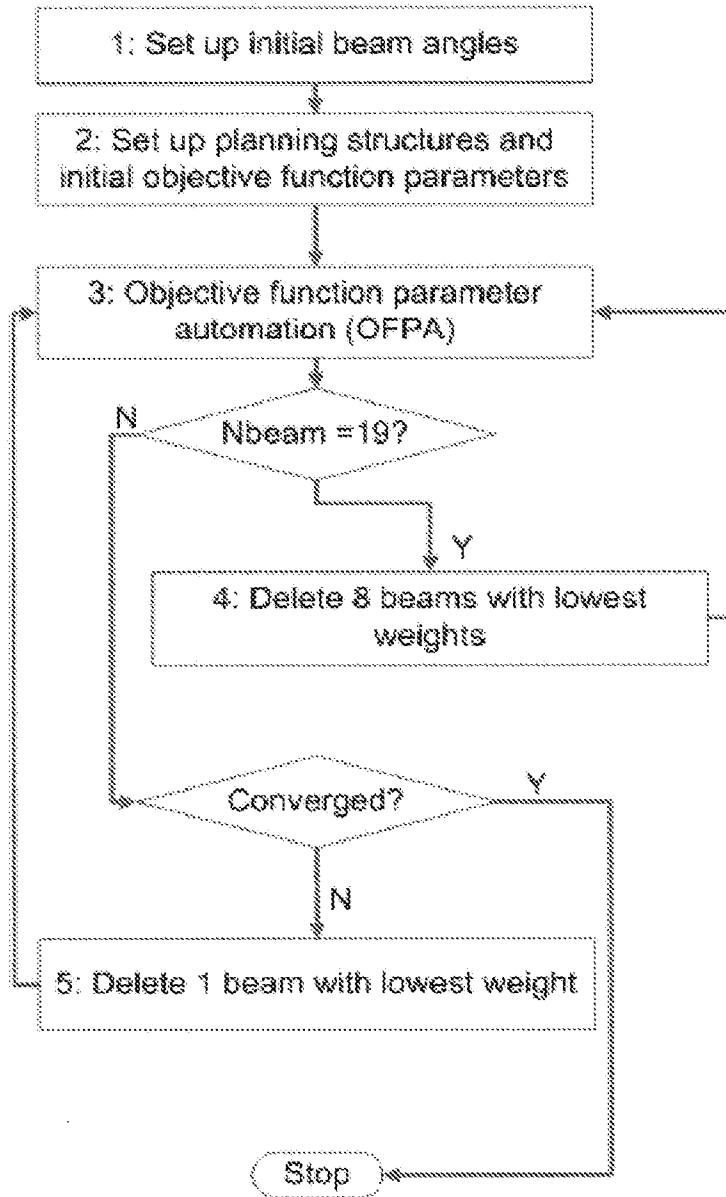 1: Set up initial beam angles
2: Set up planning structures and
initial objective function parameters
3: Objective function parameter
automation (OFPA)
N
Nbeam =19?
Y
4: Delete 8 beams with lowest
weights
Converged?
Y
N
5: Delete 1 beam with lowest weight
Stop